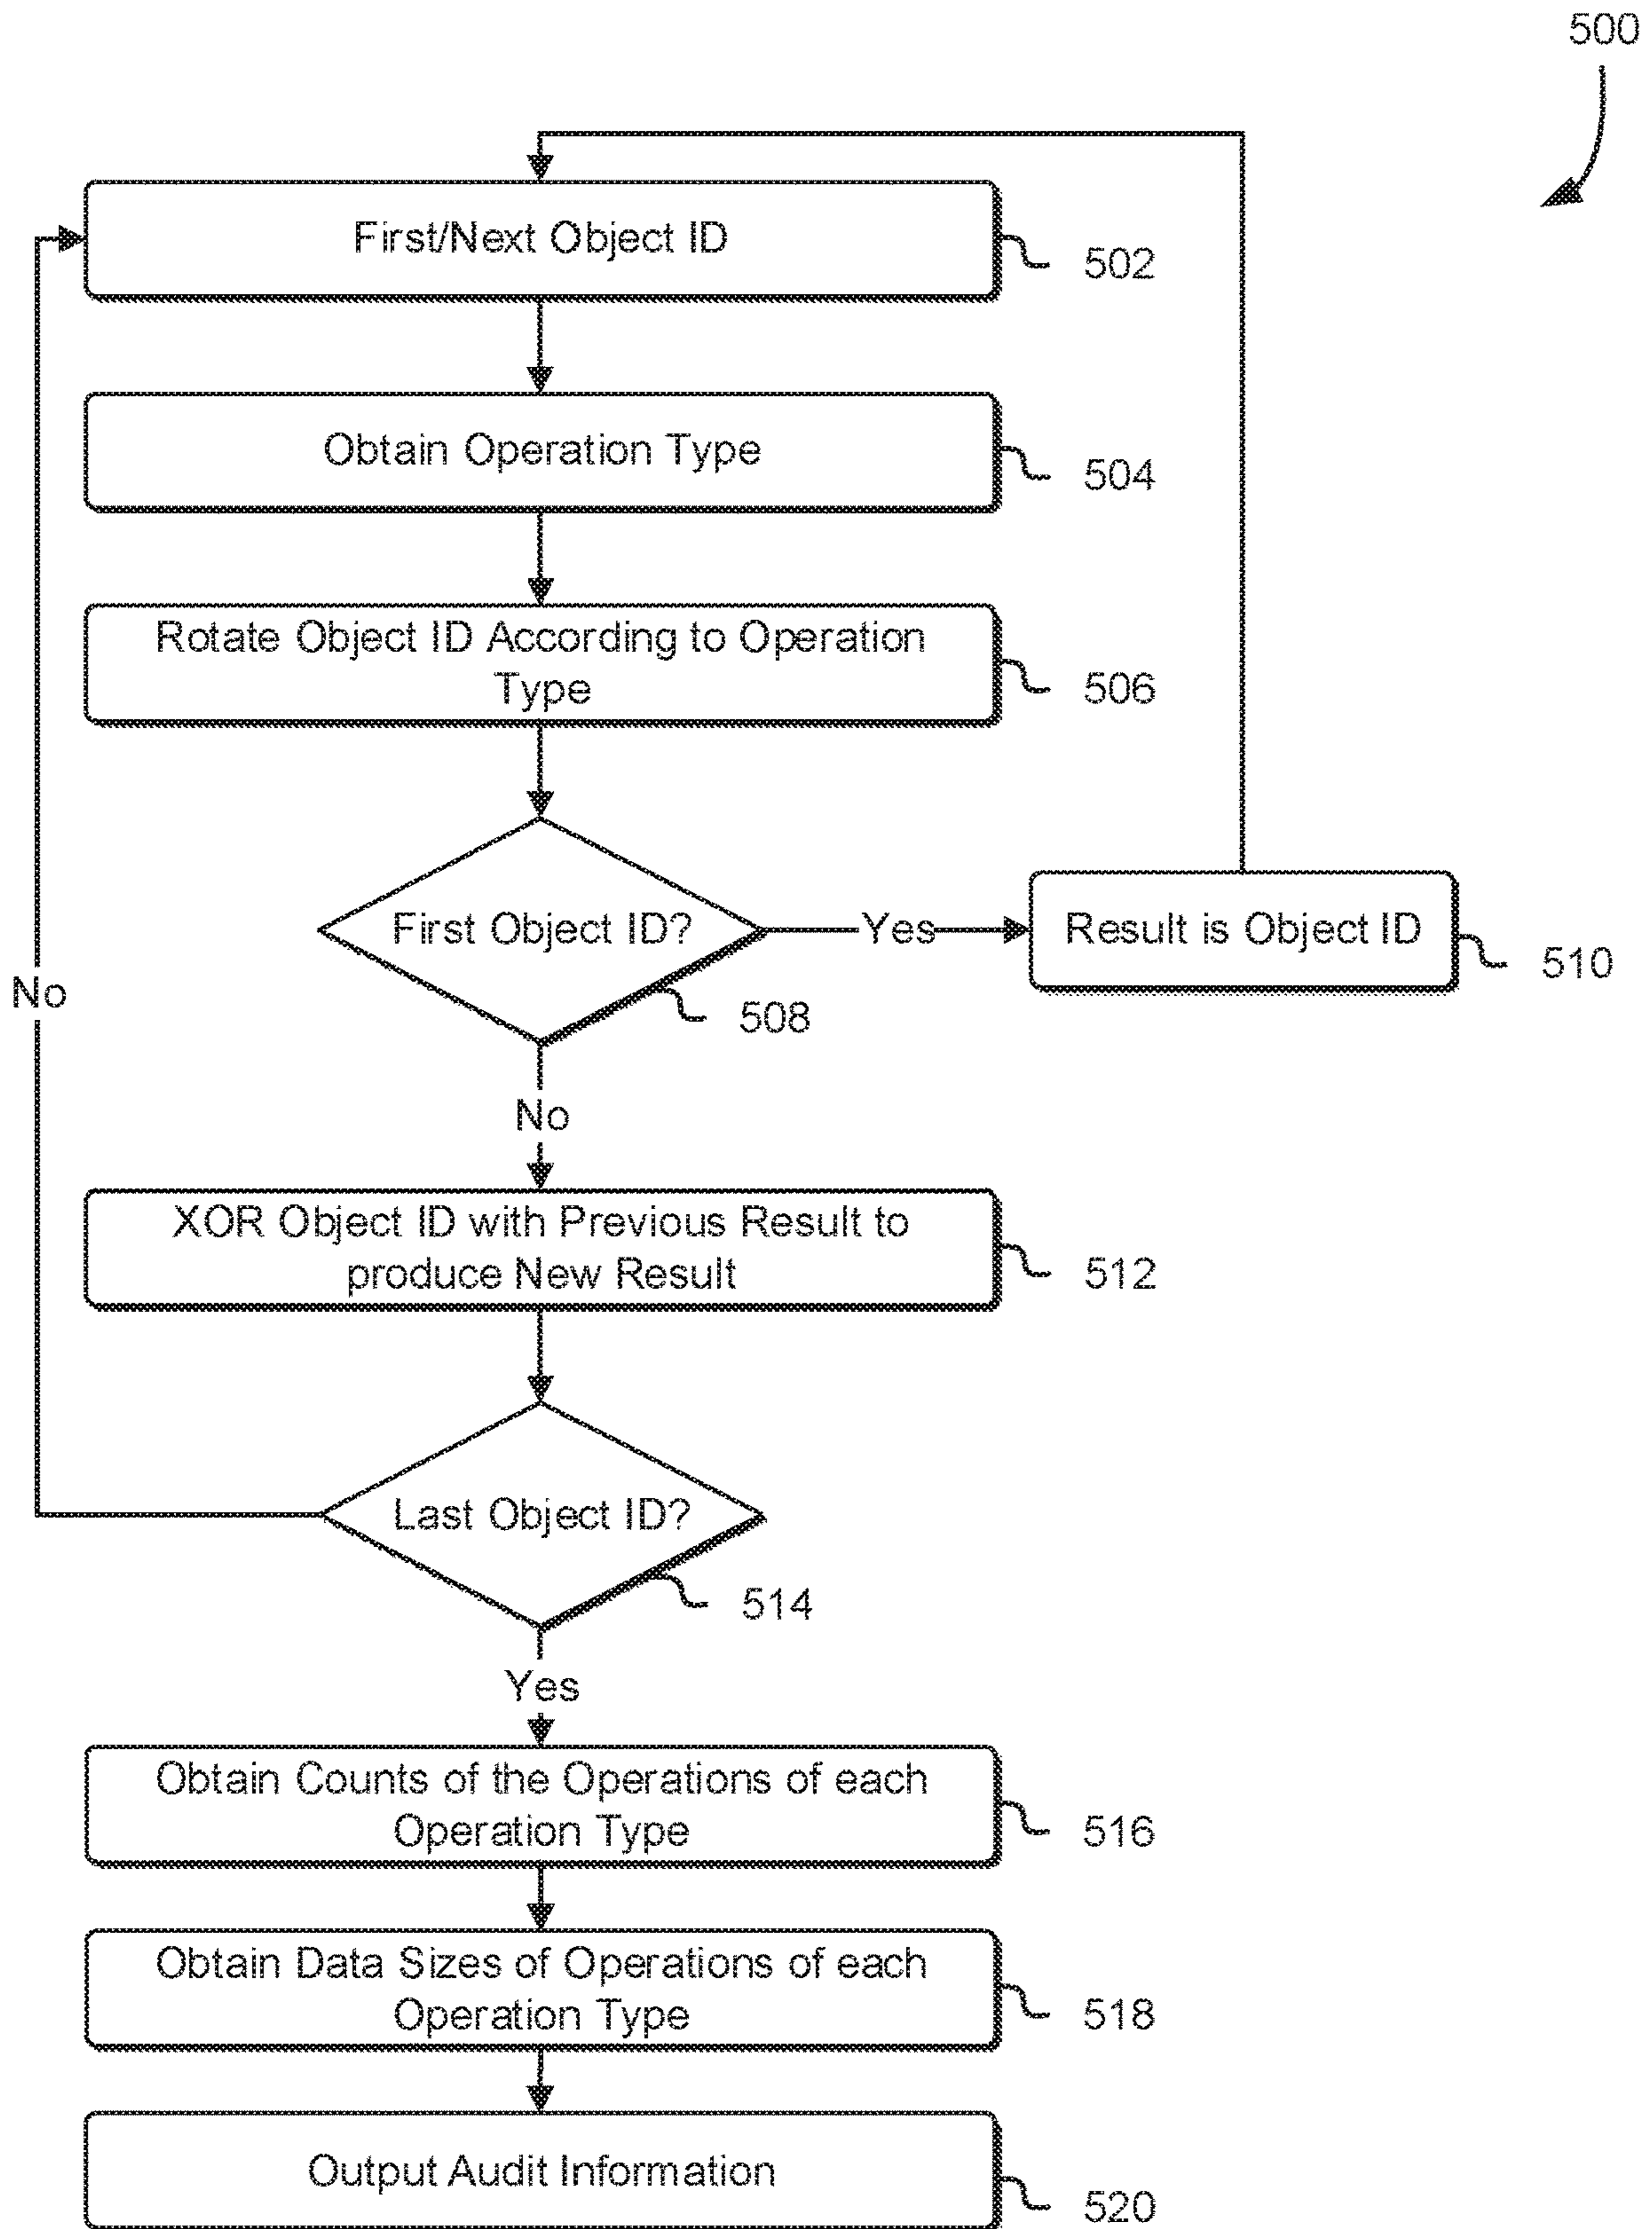 500
First/Next Object ID
502
Obtain Operation Type
504
Rotate Object ID According to Operation
Type
506
First Object ID?
Yes
Result is Object ID
510
508
No
No
XOR Object ID with Previous Result to
produce New Result
512
Last Object ID?
514
Yes
Obtain Counts of the Operations of each
Operation Type
516
Obtain Data Sizes of Operations of each
Operation Type
518
Output Audit Information
520